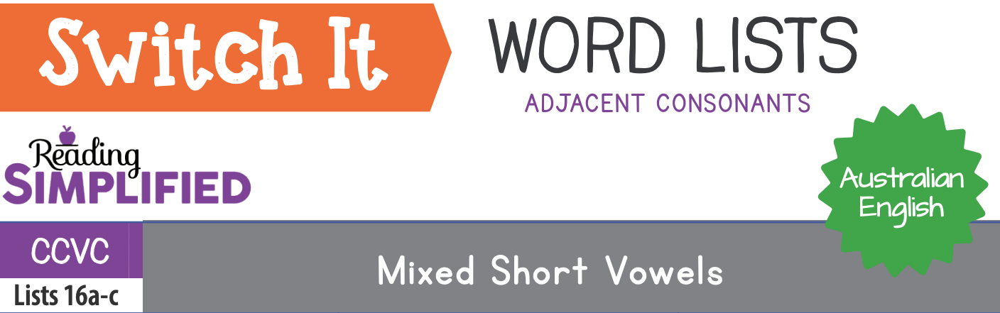 Switch It
WORD LISTS
ADJACENT CONSONANTS
Reading
SIMPLIFIED
Australian
English
CCVC
Mixed Short Vowels
Lists 16a-c